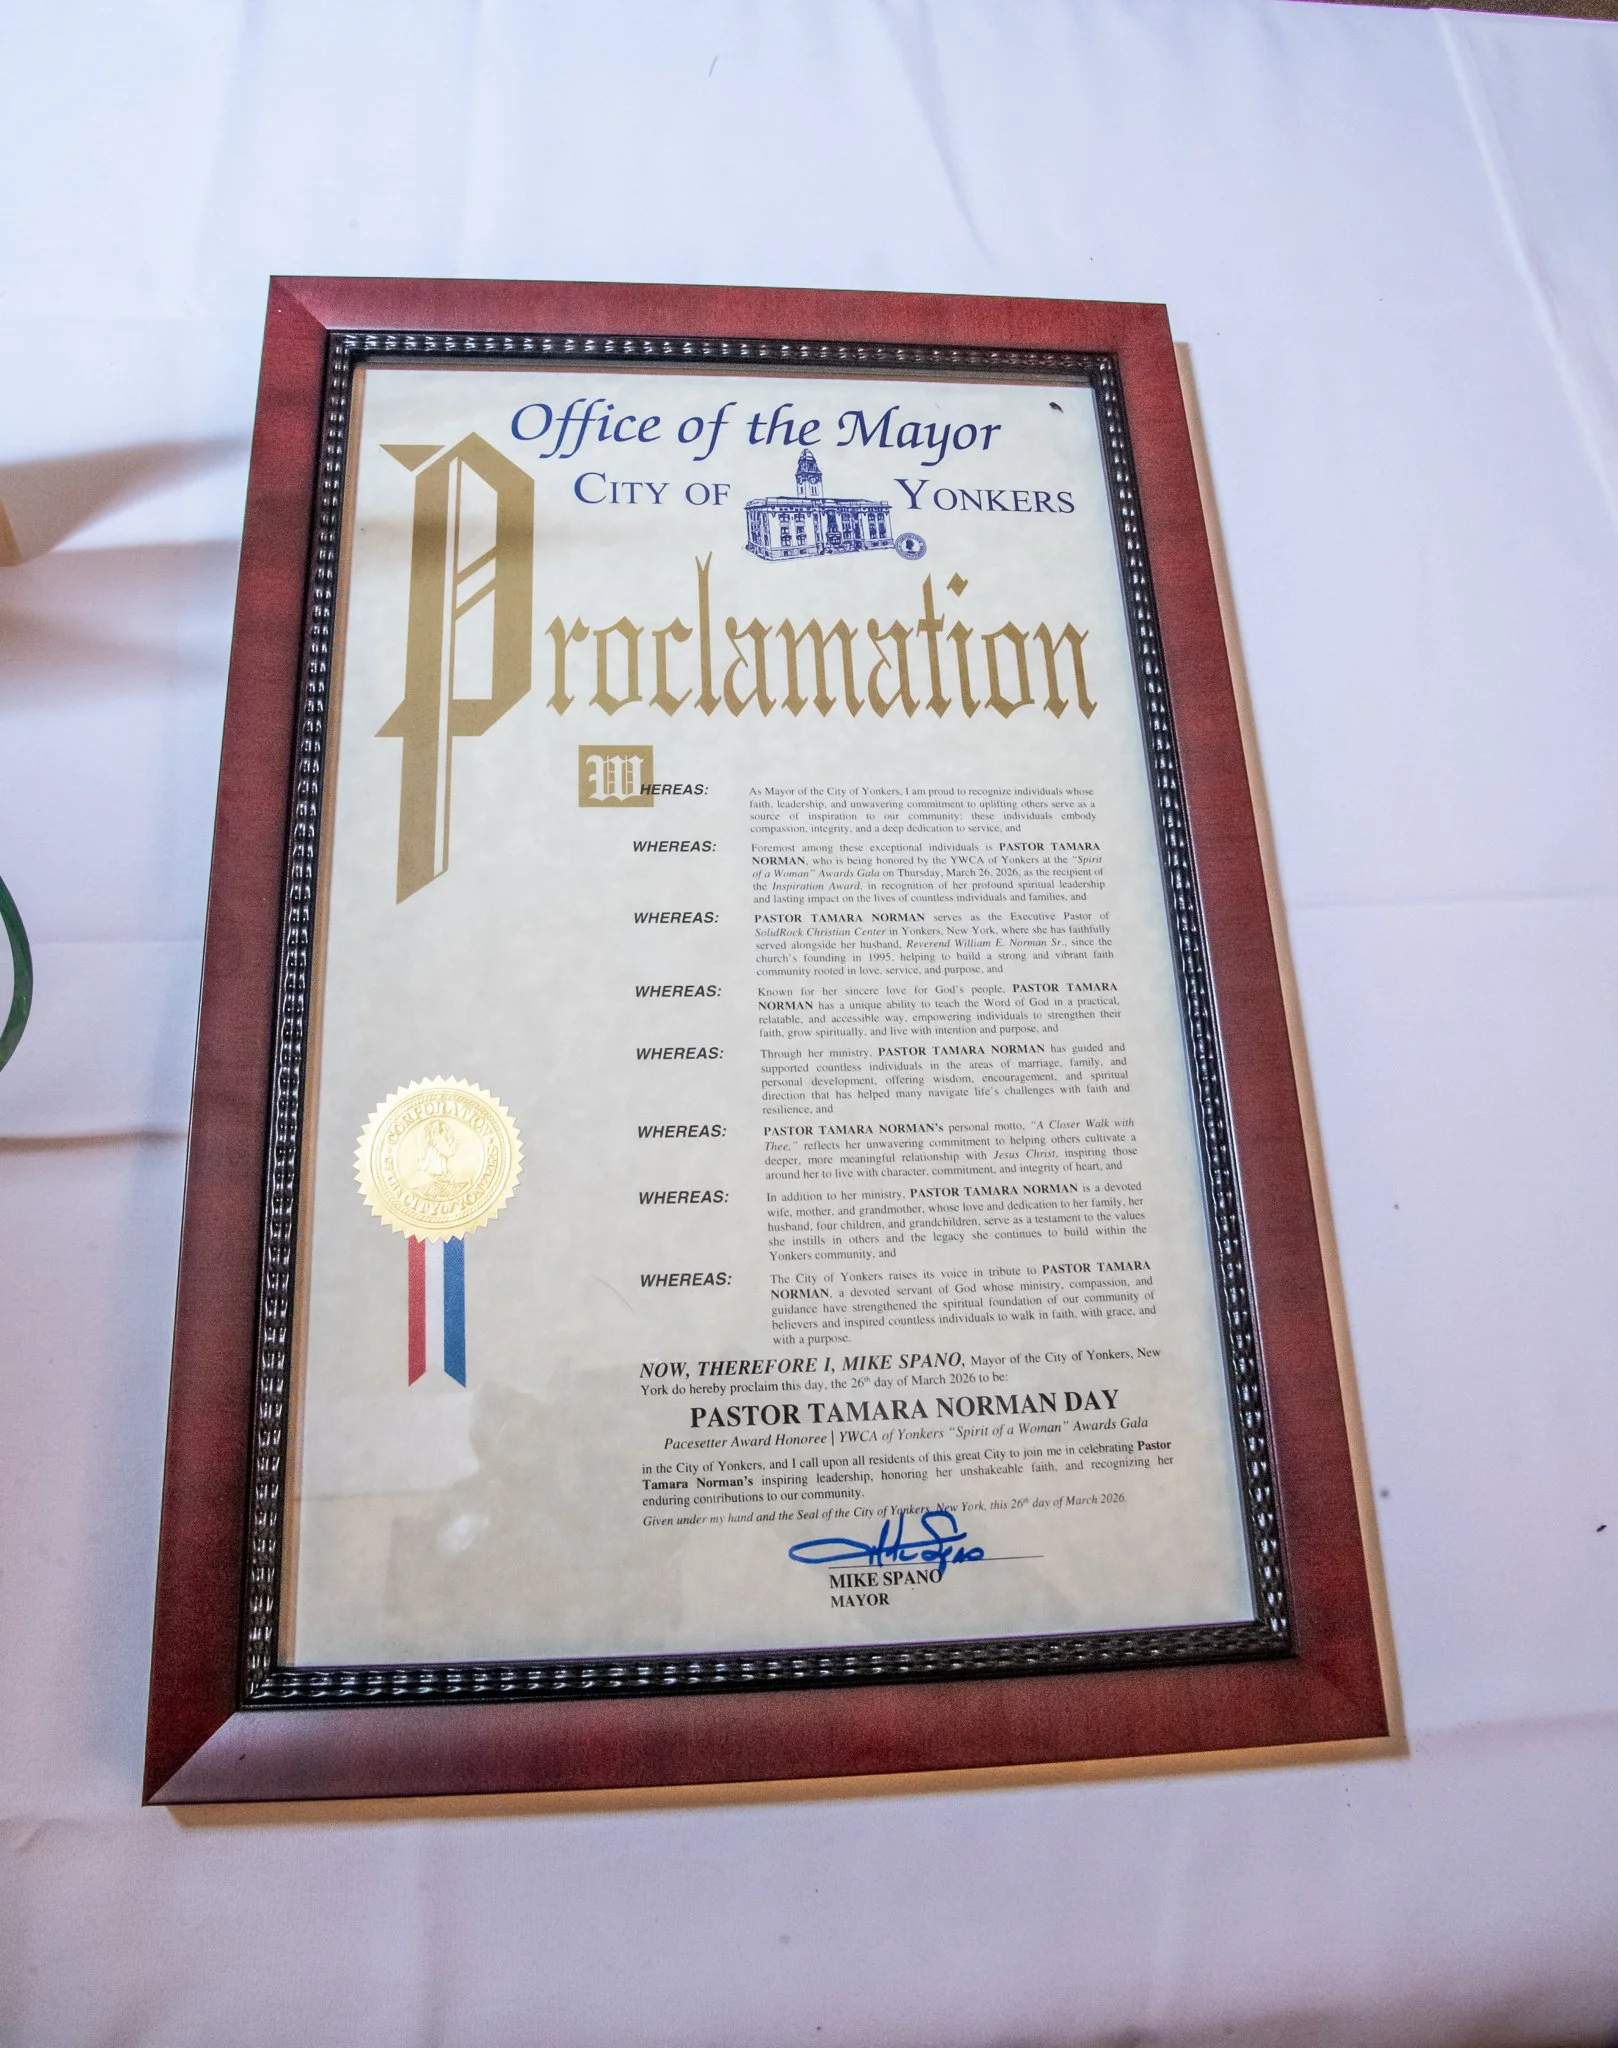 Office of the Mayor
CITY OF YONKERS
Proclamation
WHEREAS: As Mayor of the City of Yonkers, I am proud to recognize individuals whose
faith, leadership, and unwavering commitment to uplifting others serve as a
source of inspiration to our community; these individuals embody
compassion, integrity, and a deep dedication to service, and
WHEREAS: Foremost among these exceptional individuals is PASTOR TAMARA
NORMAN, who is being honored by the YWCA of Yonkers at the "Spirit
of a Woman" Awards Gala on Thursday, March 26, 2026, as the recipient of
the Inspiration Award, in recognition of her profound spiritual leadership
and lasting impact on the lives of countless individuals and families, and
WHEREAS: PASTOR TAMARA NORMAN serves as the Executive Pastor of
SolidRock Christian Center in Yonkers, New York, where she has faithfully
served alongside her husband, Reverend William E. Norman Sr., since the
church's founding in 1995, helping to build a strong and vibrant faith
community rooted in love, service, and purpose, and
WHEREAS: Known for her sincere love for God's people, PASTOR TAMARA
NORMAN has a unique ability to teach the Word of God in a practical,
relatable, and accessible way, empowering individuals to strengthen their
faith, grow spiritually, and live with intention and purpose, and
WHEREAS: Through her ministry, PASTOR TAMARA NORMAN has guided and
supported countless individuals in the areas of marriage, family, and
personal development, offering wisdom, encouragement, and spiritual
direction that has helped many navigate life's challenges with faith and
resilience, and
WHEREAS: PASTOR TAMARA NORMAN's personal motto, "A Closer Walk with
Thee," reflects her unwavering commitment to helping others cultivate a
deeper, more meaningful relationship with Jesus Christ, inspiring those
around her to live with character, commitment, and integrity of heart, and
WHEREAS: In addition to her ministry, PASTOR TAMARA NORMAN is a devoted
wife, mother, and grandmother, whose love and dedication to her family, her
husband, four children, and grandchildren, serve as a testament to the values
she instills in others and the legacy she continues to build within the
Yonkers community, and
WHEREAS: The City of Yonkers raises its voice in tribute to PASTOR TAMARA
NORMAN, a devoted servant of God whose ministry, compassion, and
guidance have strengthened the spiritual foundation of our community of
believers and inspired countless individuals to walk in faith, with grace, and
with a purpose.
NOW, THEREFORE I, MIKE SPANO, Mayor of the City of Yonkers, New
York do hereby proclaim this day, the 26th day of March 2026 to be:
PASTOR TAMARA NORMAN DAY
Pacesetter Award Honoree | YWCA of Yonkers "Spirit of a Woman" Awards Gala
in the City of Yonkers, and I call upon all residents of this great City to join me in celebrating Pastor
Tamara Norman's inspiring leadership, honoring her unshakeable faith, and recognizing her
enduring contributions to our community.
Given under my hand and the Seal of the City of Yonkers, New York, this 26th day of March 2026.
Mike Spano
MIKE SPANO
MAYOR
CORPORATION
CITY OF YONKERS